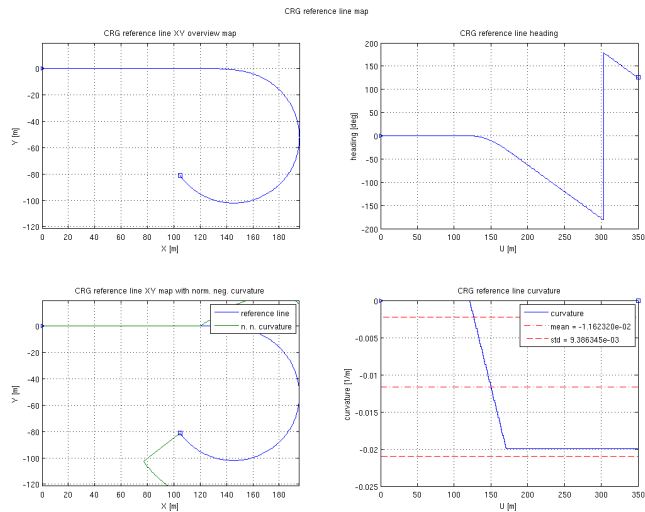 CRG reference line map
CRG reference line XY overview map
0
-20
-40
-60
-80
-100
-120
Y [m]
0 20 40 60 80 100 120 140 160 180
X [m]
CRG reference line heading
200
150
100
50
0
-50
-100
-150
-200
heading [deg]
0 50 100 150 200 250 300 350
U [m]
CRG reference line XY map with norm. neg. curvature
reference line
n. n. curvature
0
-20
-40
-60
-80
-100
-120
Y [m]
0 20 40 60 80 100 120 140 160 180
X [m]
CRG reference line curvature
curvature
mean = -1.162320e-02
std = 9.386345e-03
0
-0.005
-0.01
-0.015
-0.02
-0.025
curvature [1/m]
0 50 100 150 200 250 300 350
U [m]